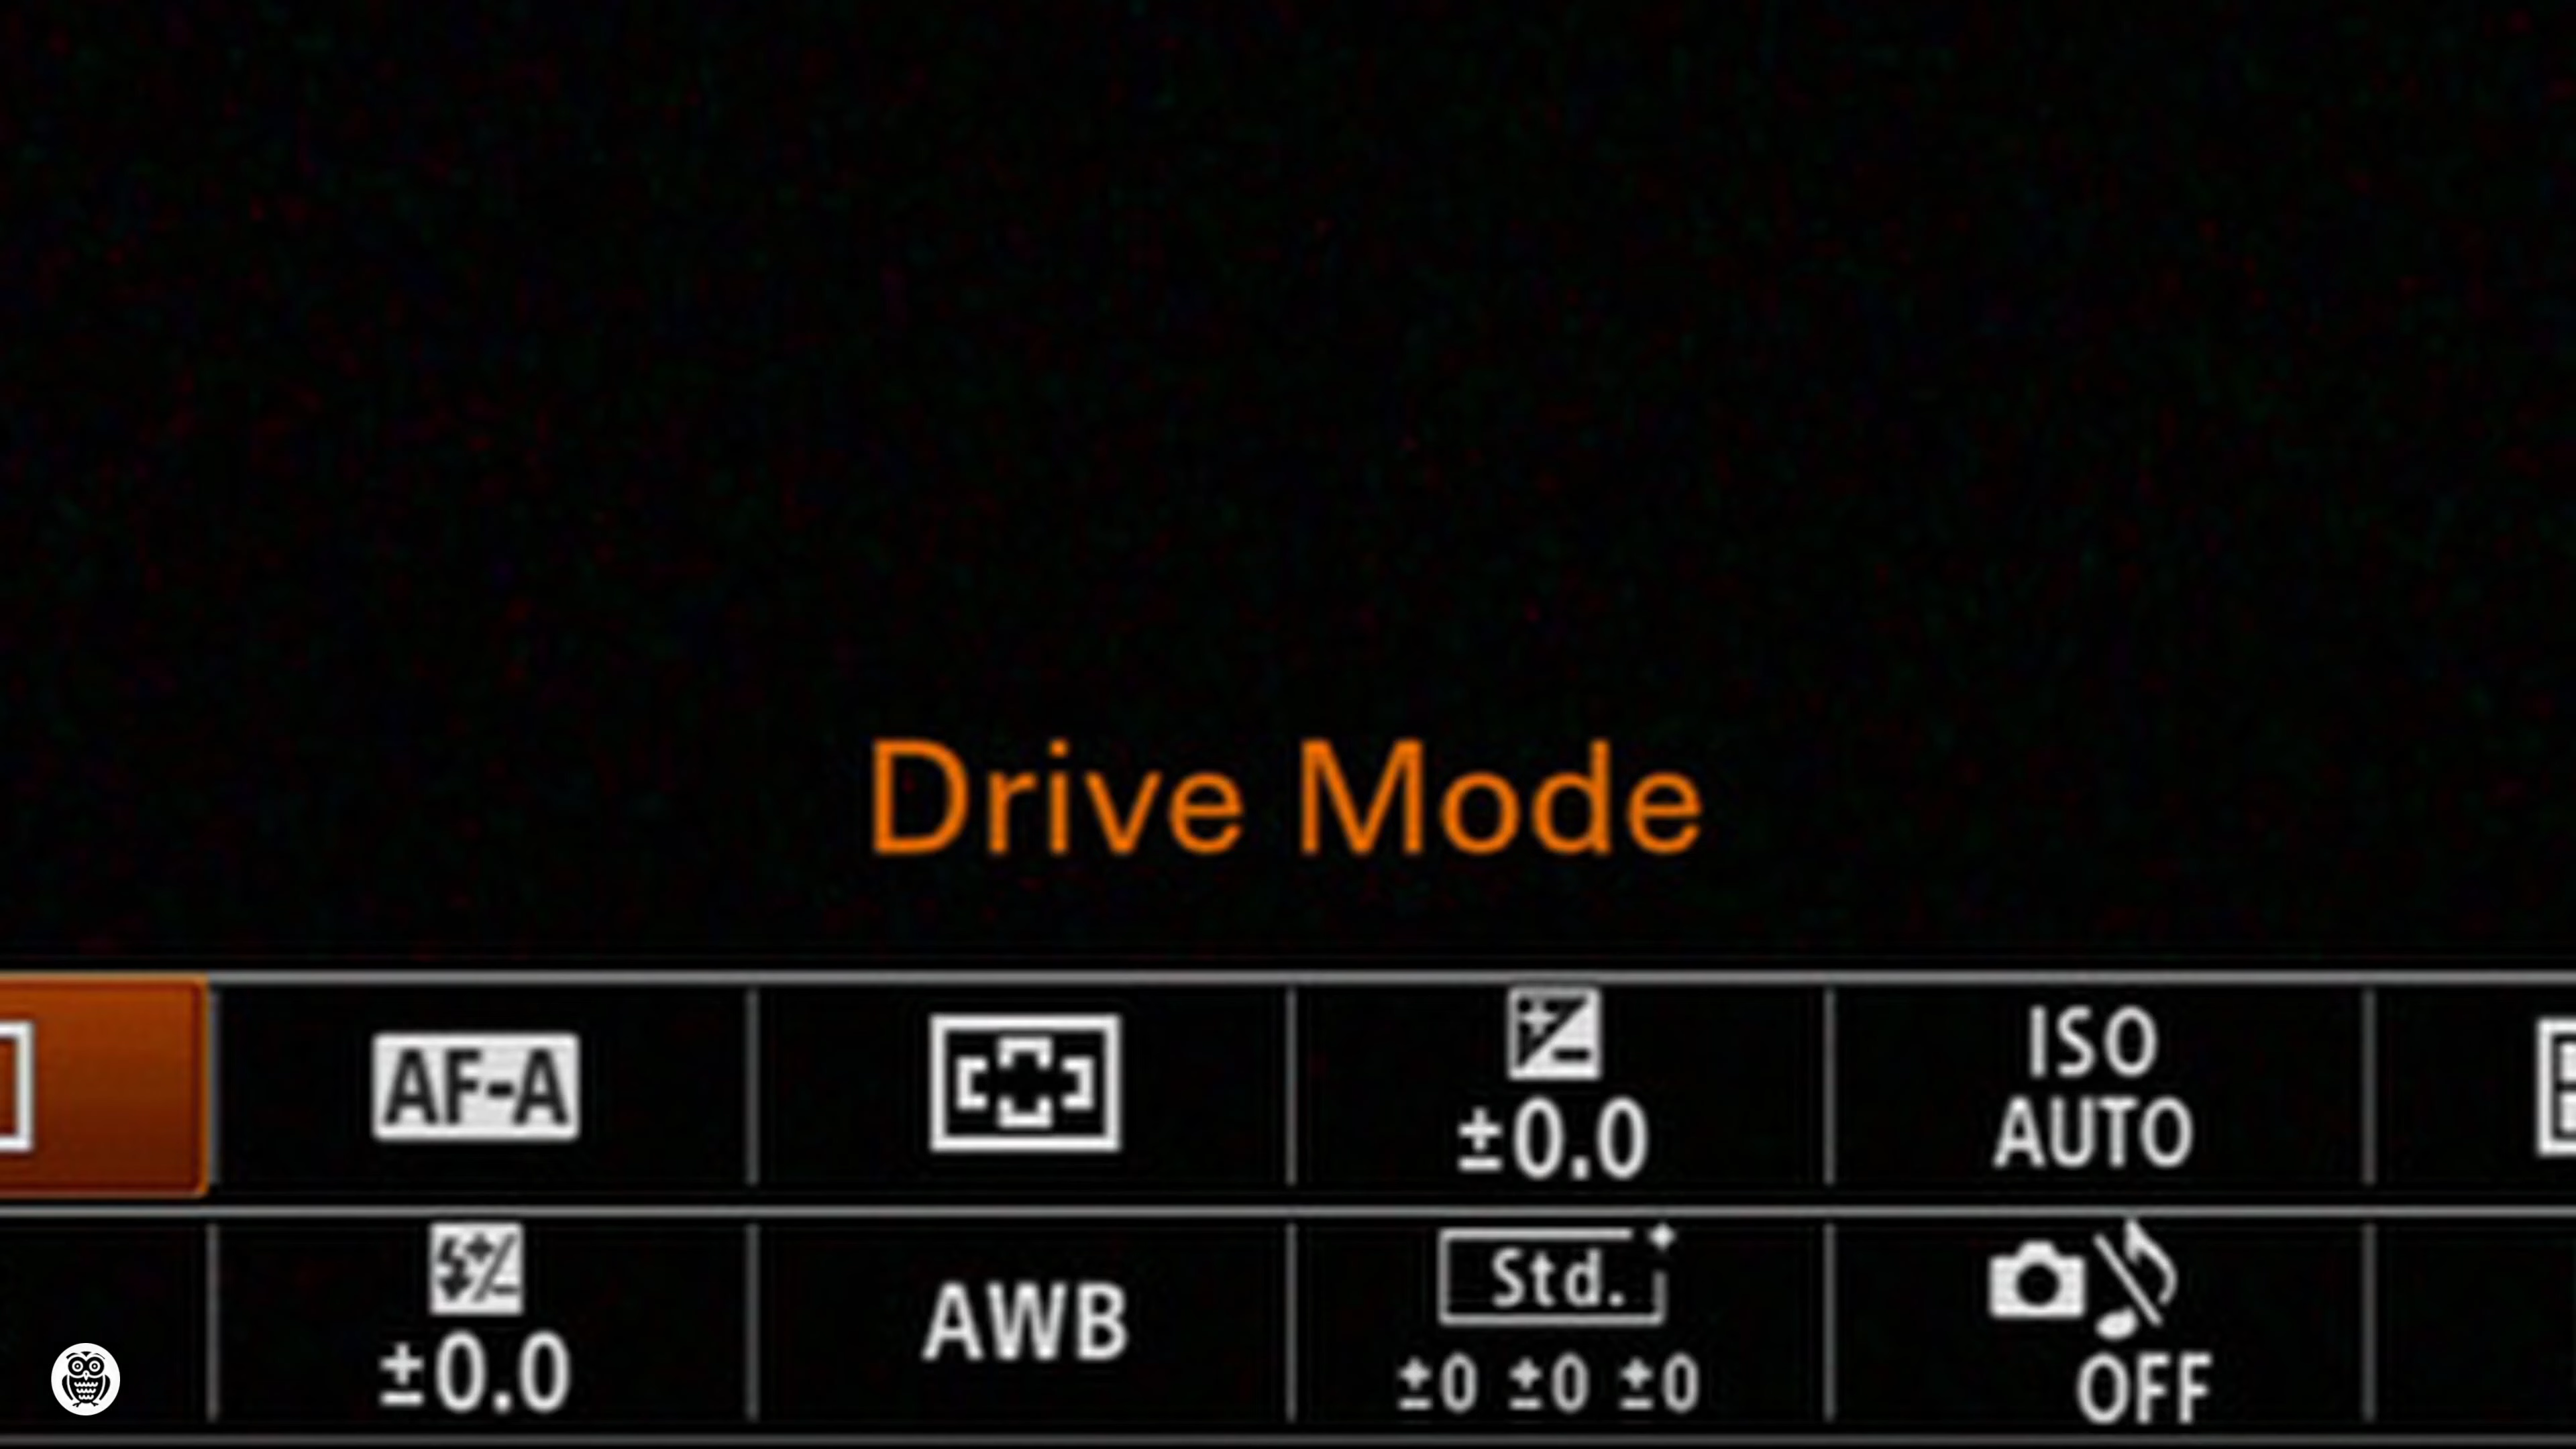 Drive Mode
AF-A
±0.0
ISO
AUTO
±0.0
AWB
Std.
±0 ±0 ±0
OFF